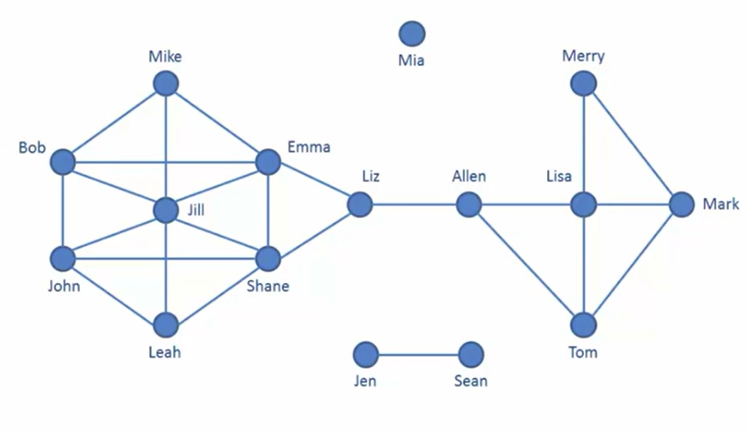 Mia
Mike
Merry
Bob
Emma
Liz
Allen
Lisa
Mark
Jill
John
Shane
Leah
Tom
Jen
Sean